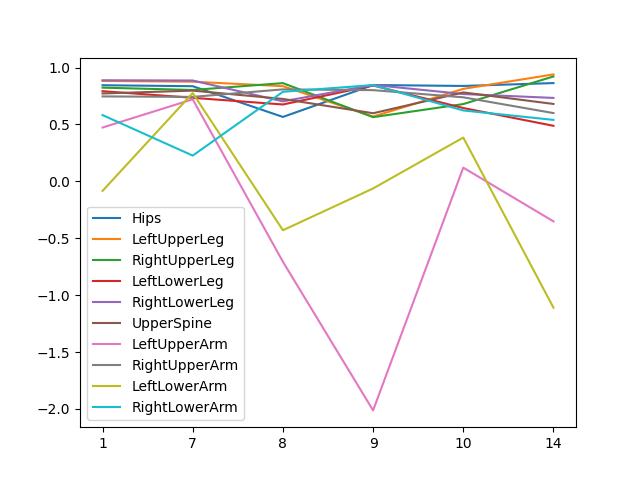 1.0
0.5
0.0
−0.5
−1.0
−1.5
−2.0
Hips
LeftUpperLeg
RightUpperLeg
LeftLowerLeg
RightLowerLeg
UpperSpine
LeftUpperArm
RightUpperArm
LeftLowerArm
RightLowerArm
1 7 8 9 10 14